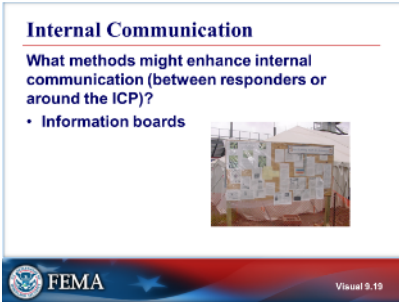 Internal Communication
What methods might enhance internal
communication (between responders or
around the ICP)?
• Information boards
FEMA
Visual 9.19